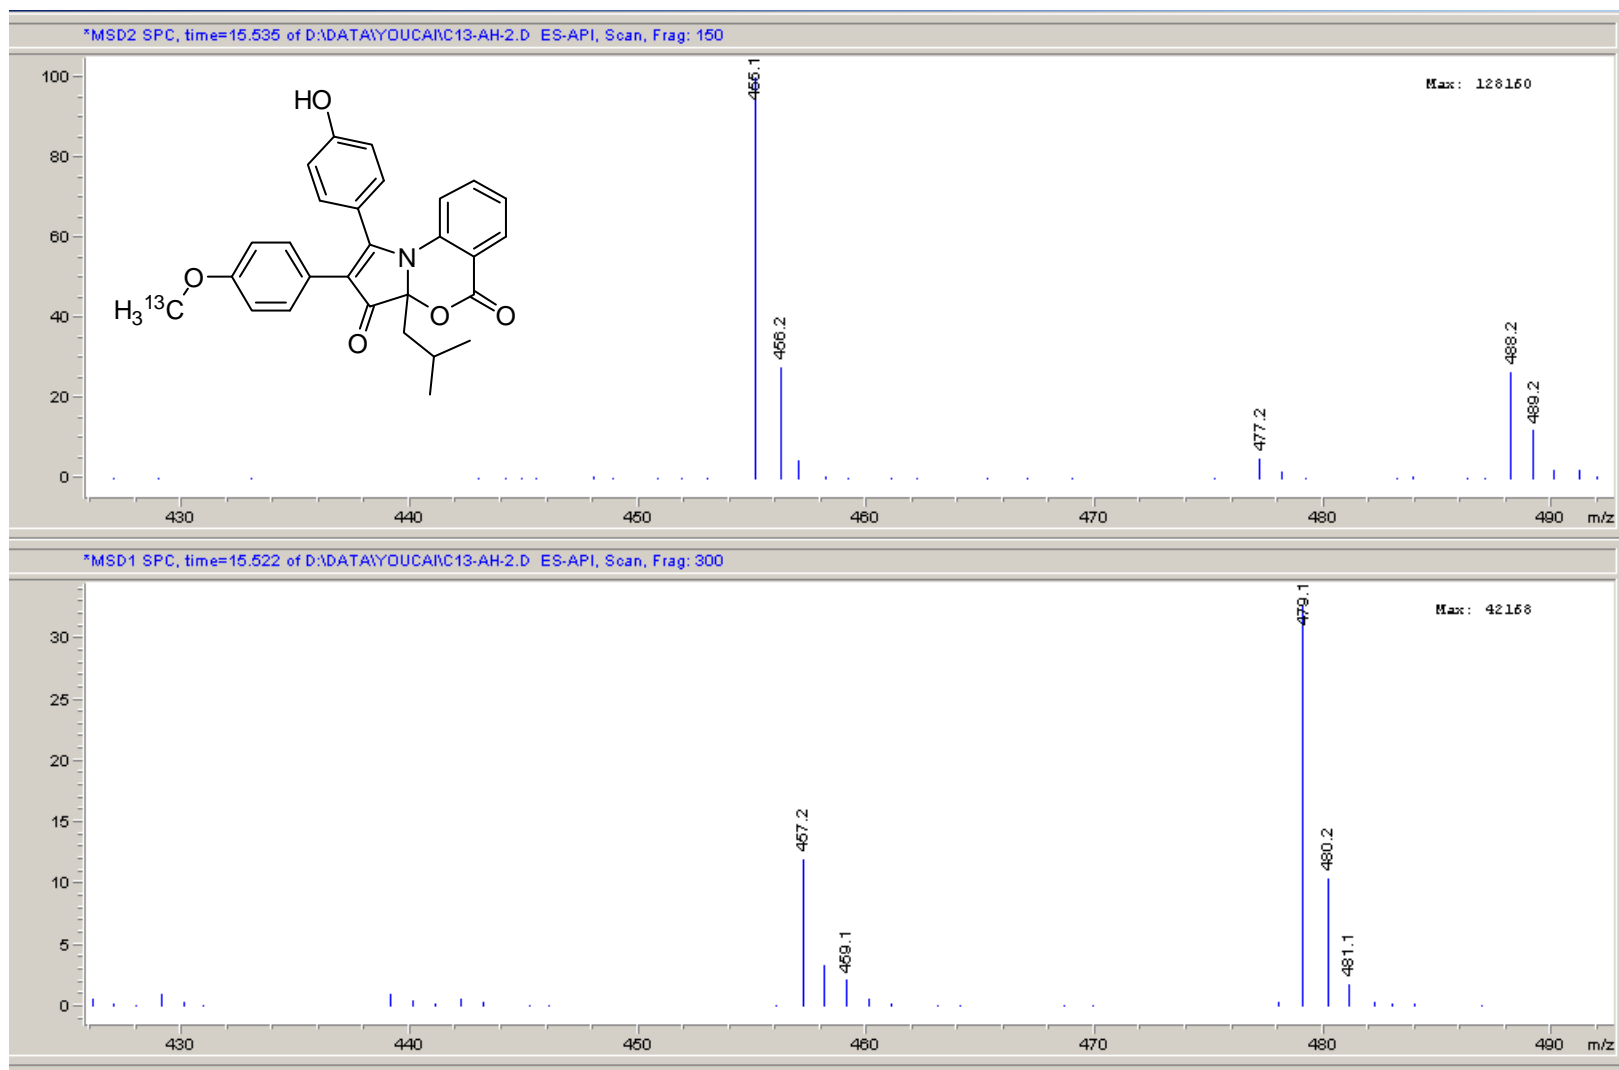 *MSD2 SPC, time=15.535 of D:\DATA\YOUCAI\C13-AH-2.D ES-API, Scan, Frag: 150
Max: 128160
100
80
60
40
20
0
455.1
456.2
477.2
488.2
489.2
HO
N
O
H313C
O
O
O
430
440
450
460
470
480
490
m/z
*MSD1 SPC, time=15.522 of D:\DATA\YOUCAI\C13-AH-2.D ES-API, Scan, Frag: 300
Max: 42168
30
25
20
15
10
5
0
457.2
459.1
479.1
480.2
481.1
430
440
450
460
470
480
490
m/z